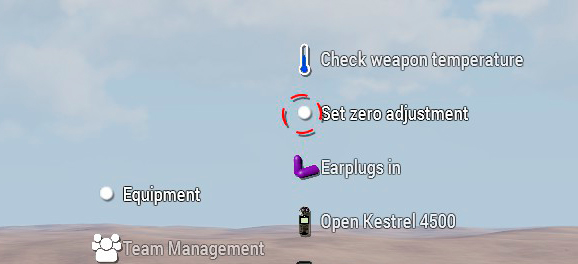 Check weapon temperature
Set zero adjustment
Earplugs in
Equipment
Open Kestrel 4500
Team Management